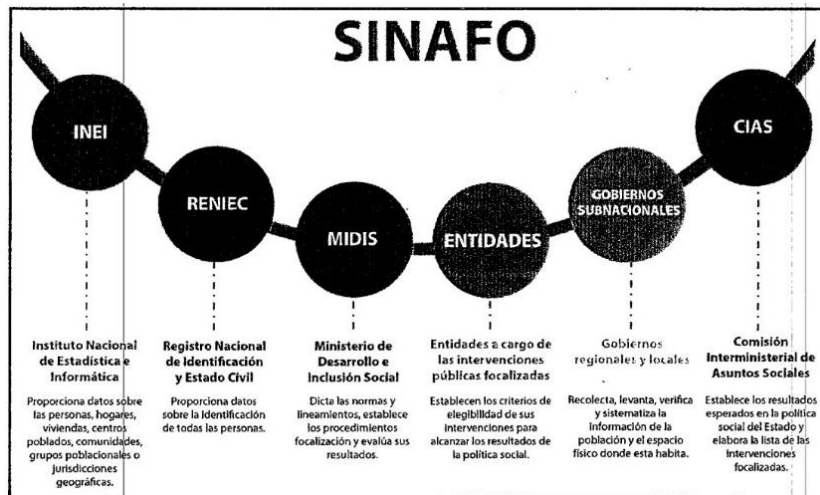 SINAFO
INEI
RENIEC
MIDIS
ENTIDADES
GOBIERNOS
SUBNACIONALES
CIAS
Instituto Nacional
de Estadística e
Informática
Proporciona datos sobre
las personas, hogares,
viviendas, centros
poblados, comunidades,
grupos poblacionales o
jurisdicciones
geográficas.
Registro Nacional
de Identificación
y Estado Civil
Proporciona datos
sobre la identificación
de todas las personas.
Ministerio de
Desarrollo e
Inclusión Social
Dicta las normas y
lineamientos, establece
los procedimientos
focalización y evalúa sus
resultados.
Entidades a cargo de
las intervenciones
públicas focalizadas
Establecen los criterios de
elegibilidad de sus
intervenciones para
alcanzar los resultados de
la política social.
Gobiernos
regionales y locales
Recolecta, levanta, verifica
y sistematiza la
información de la
población y el espacio
físico donde esta habita.
Comisión
Interministerial de
Asuntos Sociales
Establece los resultados
esperados en la política
social del Estado y
elabora la lista de las
intervenciones
focalizadas.